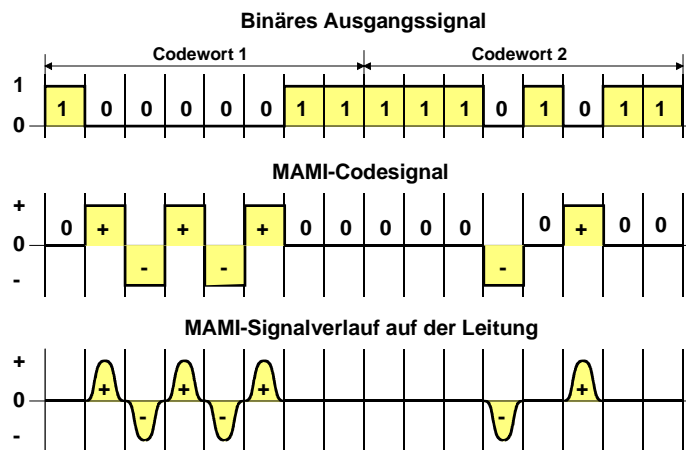 Binäres Ausgangssignal
Codewort 1 Codewort 2
1
1 0 0 0 0 0 1 1 1 1 1 0 1 0 1 1
0
MAMI-Codesignal
+
0 + + + 0 0 0 0 0 0 + 0 0
0
- - -
-
MAMI-Signalverlauf auf der Leitung
+
+ + + +
0
- - -
-